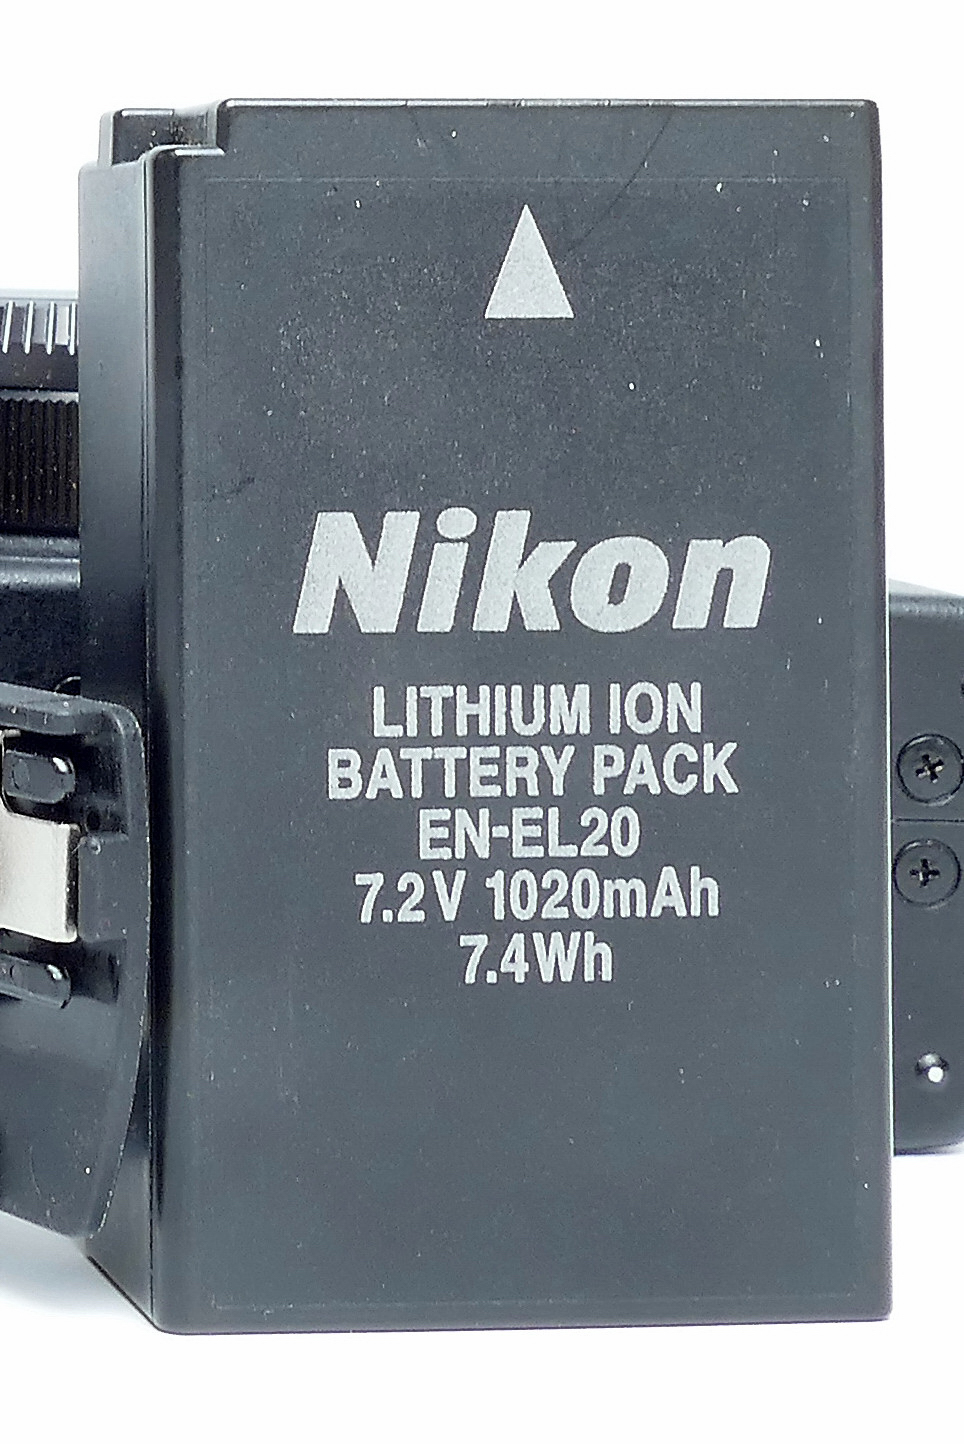 Nikon
LITHIUM ION
BATTERY PACK
EN-EL20
7.2V 1020mAh
7.4Wh